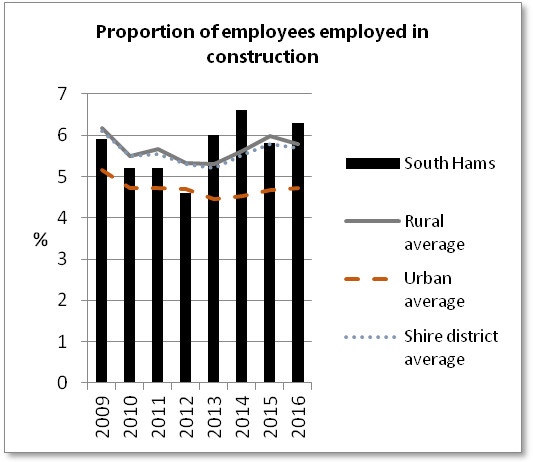 Proportion of employees employed in
construction
7
6
5
4
3
2
1
0
%
2009
2010
2011
2012
2013
2014
2015
2016
South Hams
Rural
average
Urban
average
Shire district
average